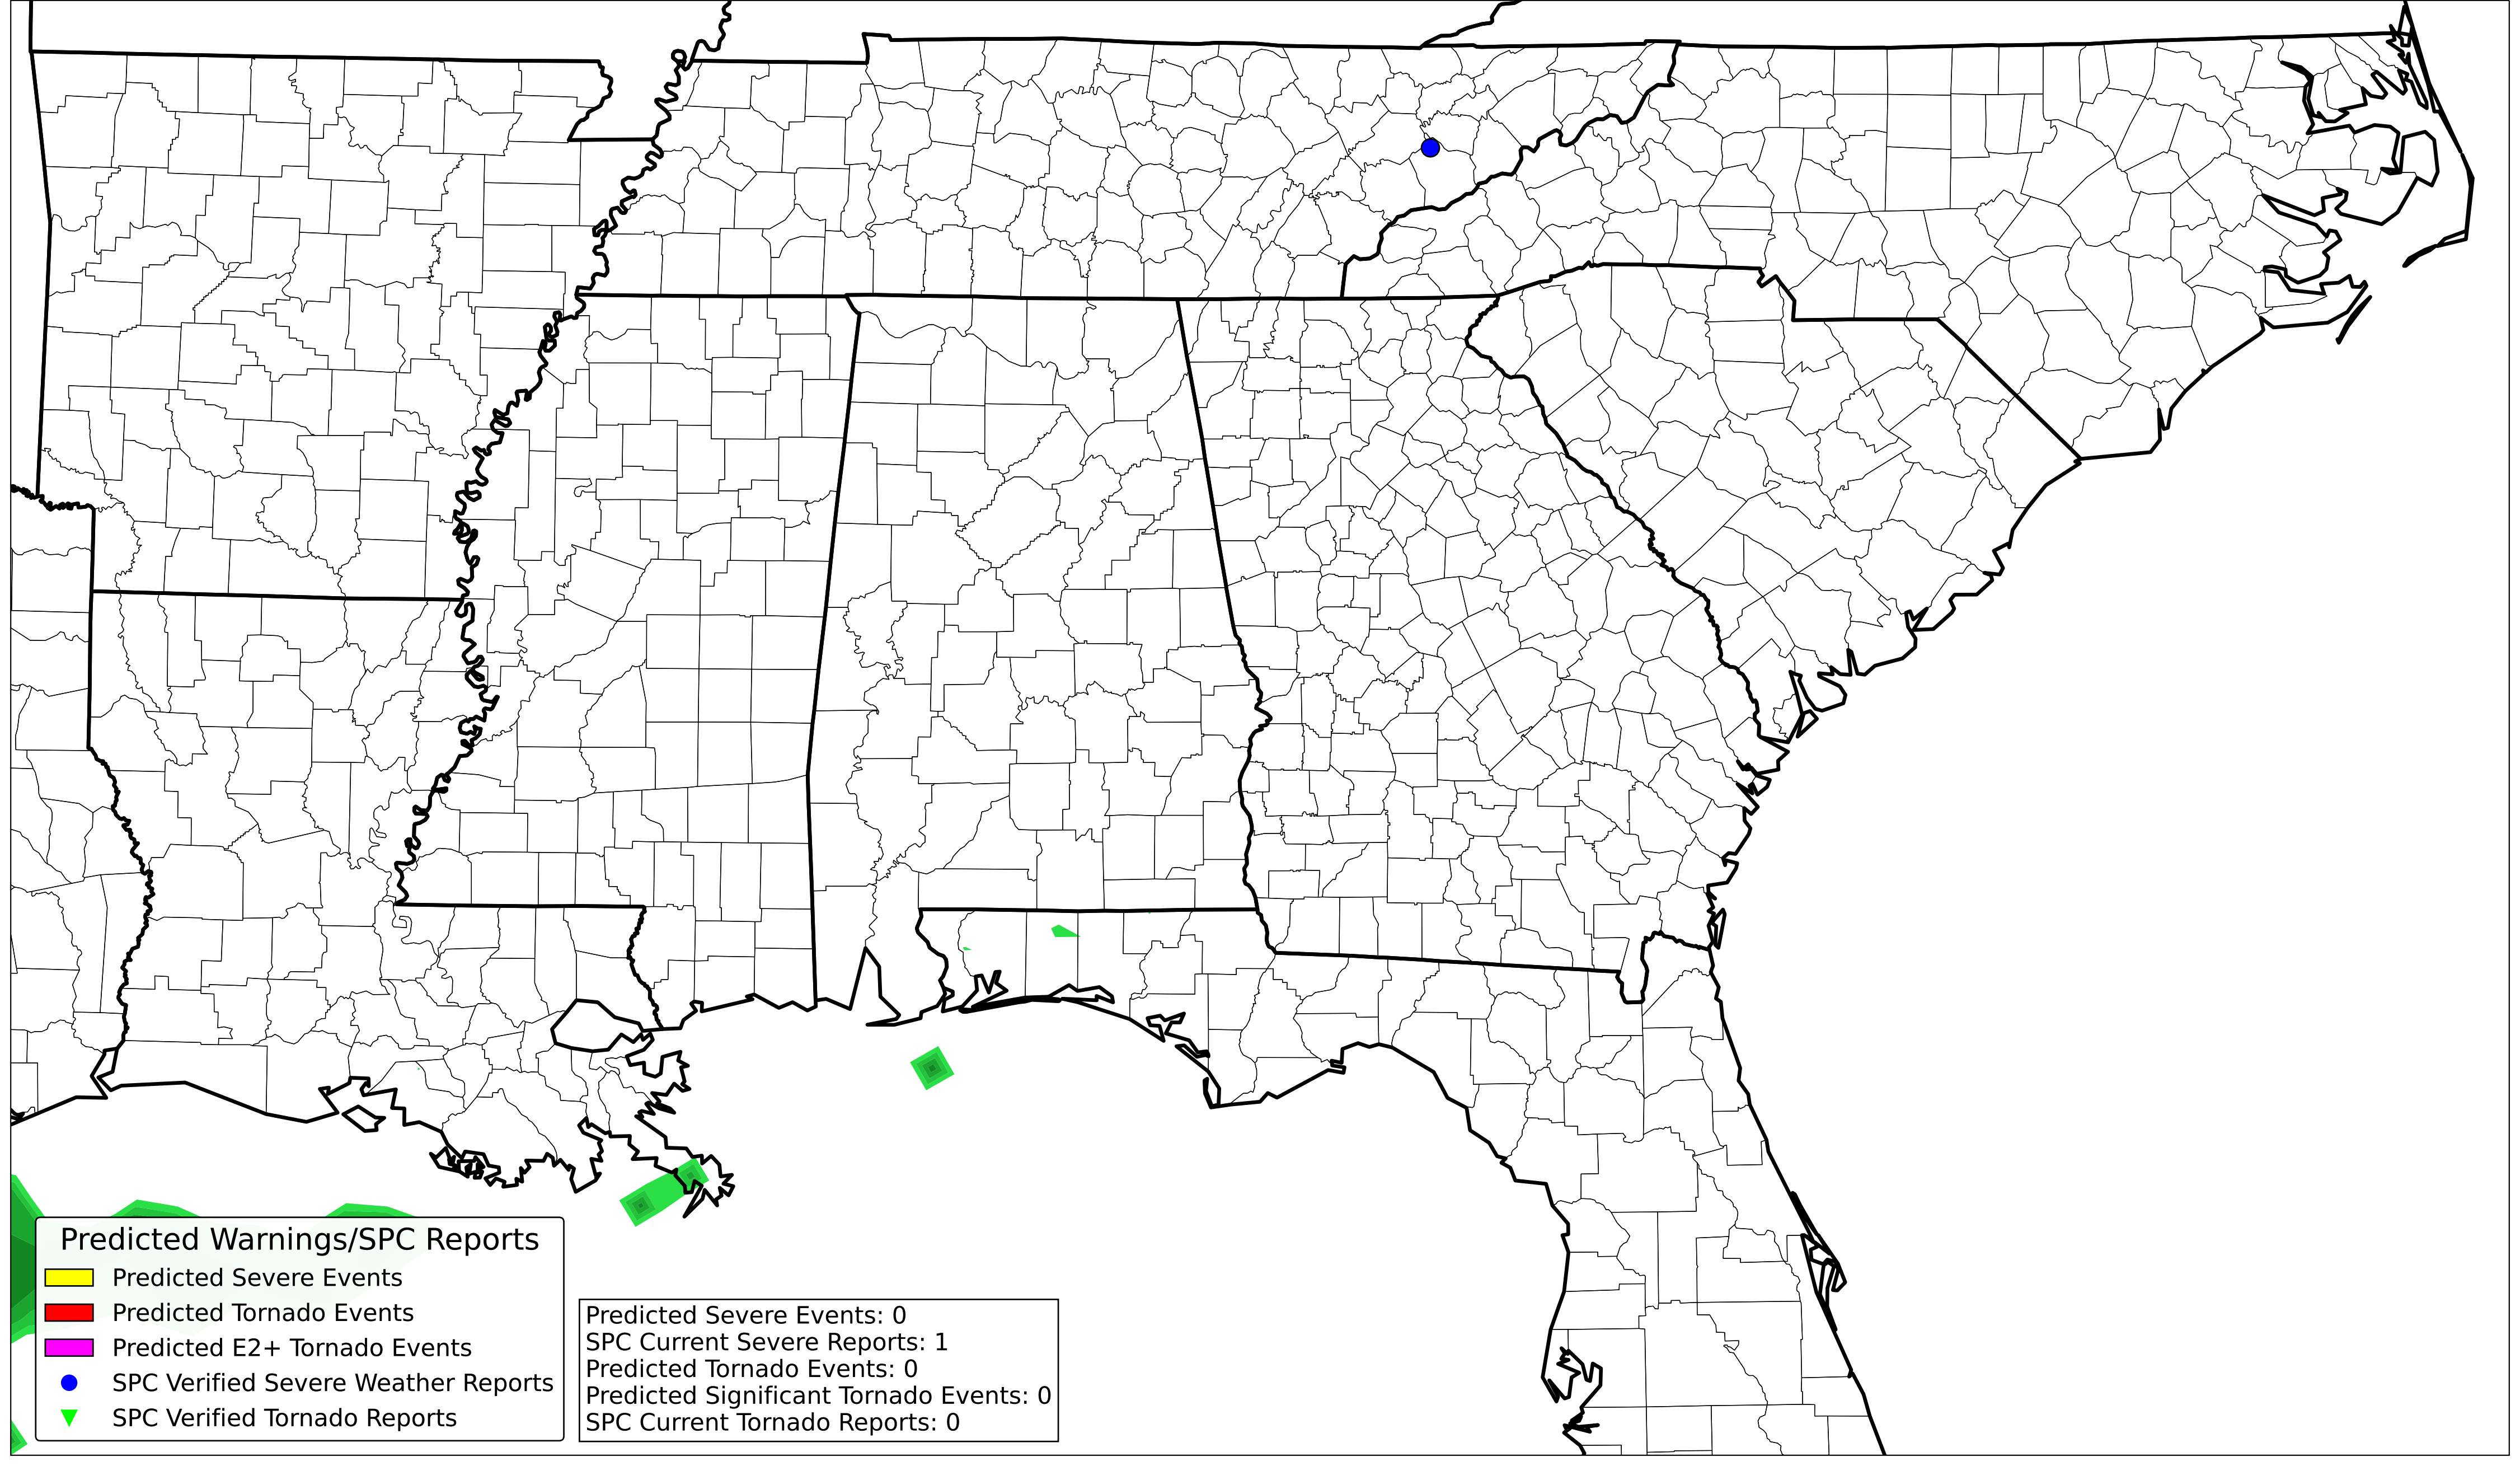 Predicted Warnings/SPC Reports
Predicted Severe Events
Predicted Tornado Events
Predicted E2+ Tornado Events
SPC Verified Severe Weather Reports
SPC Verified Tornado Reports
Predicted Severe Events: 0
SPC Current Severe Reports: 1
Predicted Tornado Events: 0
Predicted Significant Tornado Events: 0
SPC Current Tornado Reports: 0